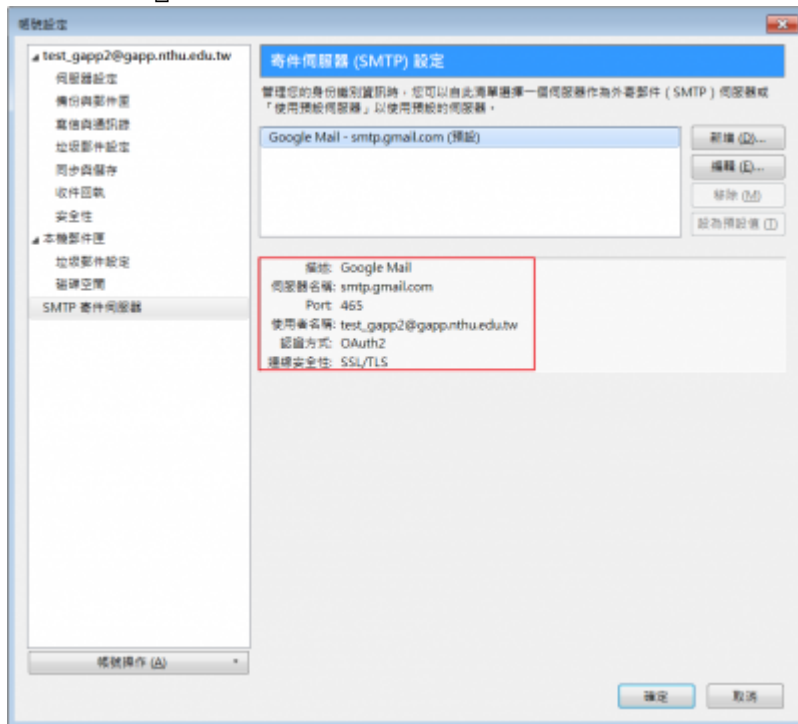 帳號設定
test_gapp2@gapp.nthu.edu.tw
伺服器設定
備份與郵件匣
寫信與通訊錄
垃圾郵件設定
同步與儲存
收件回執
安全性
本機郵件匣
垃圾郵件設定
磁碟空間
SMTP 寄件伺服器
帳號操作 (A)
寄件伺服器 (SMTP) 設定
管理您的身份識別資訊時，您可以自此清單選擇一個伺服器作為外寄郵件 ( SMTP ) 伺服器或
「使用預設伺服器」以使用預設的伺服器。
Google Mail - smtp.gmail.com (預設)
新增 (D)...
編輯 (E)...
移除 (M)
設為預設值 (T)
描述: Google Mail
伺服器名稱: smtp.gmail.com
Port: 465
使用者名稱: test_gapp2@gapp.nthu.edu.tw
認證方式: OAuth2
連線安全性: SSL/TLS
確定
取消